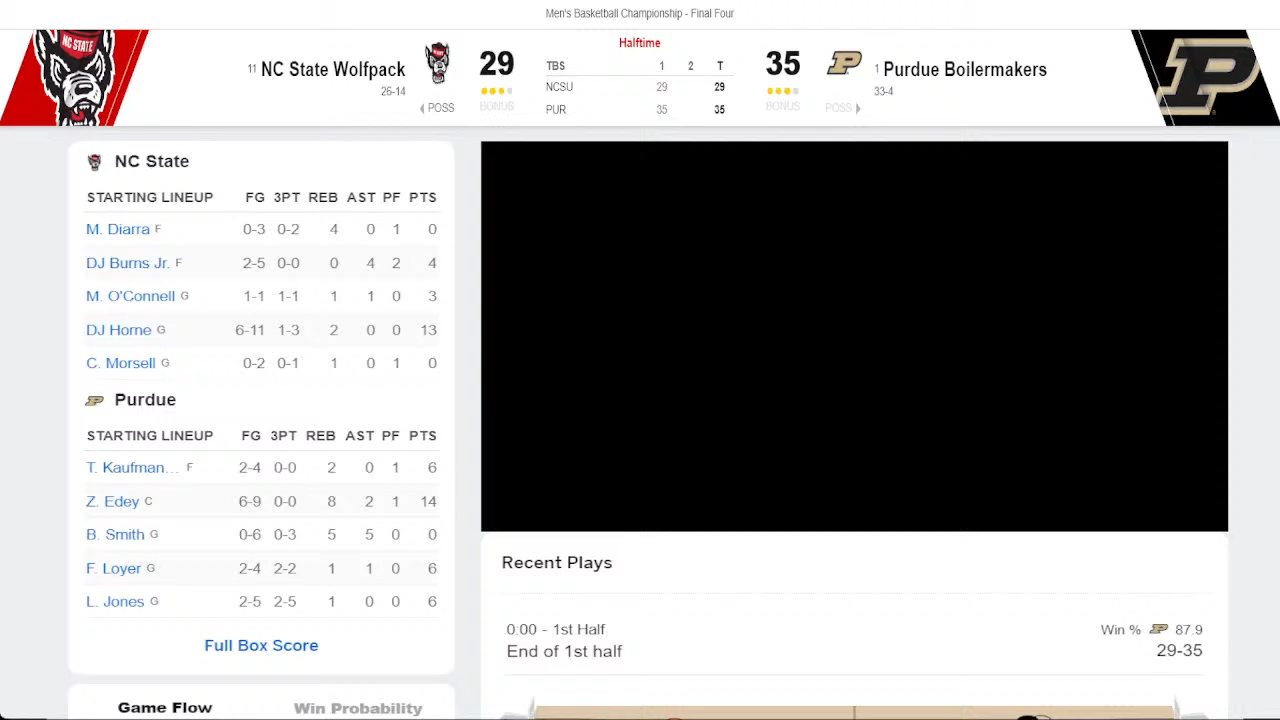 Men's Basketball Championship - Final Four
NC STATE
11 NC State Wolfpack
26-14
POSS
29
BONUS
Halftime
TBS 1 2 T
NCSU 29 29
PUR 35 35
35
BONUS
P
POSS
1 Purdue Boilermakers
33-4
P
NC State
STARTING LINEUP FG 3PT REB AST PF PTS
M. Diarra F 0-3 0-2 4 0 1 0
DJ Burns Jr. F 2-5 0-0 0 4 2 4
M. O'Connell G 1-1 1-1 1 1 0 3
DJ Horne G 6-11 1-3 2 0 0 13
C. Morsell G 0-2 0-1 1 0 1 0
P Purdue
STARTING LINEUP FG 3PT REB AST PF PTS
T. Kaufman... F 2-4 0-0 2 0 1 6
Z. Edey C 6-9 0-0 8 2 1 14
B. Smith G 0-6 0-3 5 5 0 0
F. Loyer G 2-4 2-2 1 1 0 6
L. Jones G 2-5 2-5 1 0 0 6
Full Box Score
Game Flow Win Probability
Recent Plays
0:00 - 1st Half
End of 1st half
Win % P 87.9
29-35